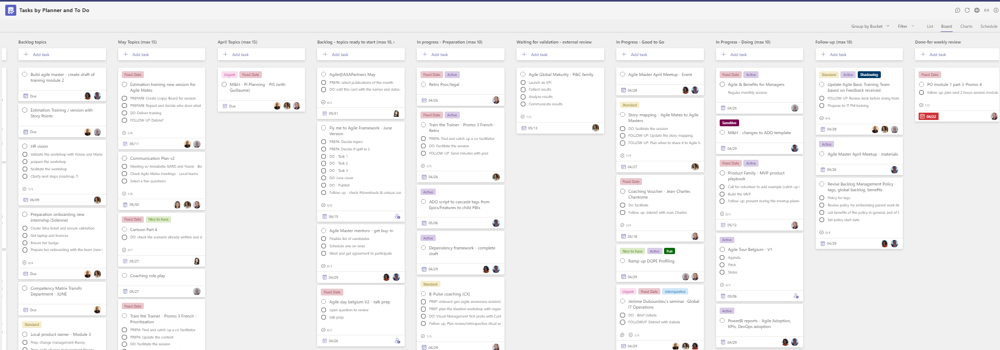 Tasks by Planner and To Do
Group by Bucket
Filter
List
Board
Charts
Schedule
Backlog topics
Add task
Build agile master - create draft of
training module 2
Due
Estimation Training / version with
Story Points
Due
HR vision
Validate the workshop with Krissie and Marie
prepare the workshop
facilitate the workshop
Clarify next steps (roadmap ?)
1/5
06/09
Preparation onboarding new
internship (Solenne)
Create Silva ticket and ensure validation
Get laptop and licences
Ensure her badge
Prepare her onboarding with the team (new
0/4
Due
Competency Matrix Transfo
Department - JUNE
Due
Standard
Local product owner - Module 3
Prep: change management theory
Prep: agile change management theory
May Topics (max 15)
Add task
Fixed Date
Estimation training new session for
Agile Mates
PREPARE·Create (copy) Board for session
PREPARE·Repeat and decide who does what
DO·Deliver training
FOLLOW-UP·Debrief
2/6
05/11
Communication Plan v2
Meeting w/ Annabelle GARD and Yoann - Bo
Check Agile Mates meetings - Local teams
Select a few questions
5/8
05/30
Fixed Date
Nice to have
Cartoon Part 4
DO: check the scenario already written and d
0/1
05/27
Coaching role play
05/27
Fixed Date
Train the Trainer - Promo 3 French -
Prioritization
PREPA: Find and catch-up a co-facilitator
PREPA: Update the content
DO: Facilitate the session
April Topics (max 15)
Add task
Urgent
Fixed Date
M&H - PI Planning - PI5 (with
Guillaume)
Due
Backlog - topics ready to start (max 10, i
Add task
Agile@AXAPartners May
PREPA: select publications of the month
DO: edit this card with the names and dates
0/2
05/31
Fly me to Agile Framework - June
Version
PREPA·Decide topics
PREPA·Decide if split in 2
DO · Task 1
DO · Task 2
DO · Task 3
DO·June cover
DO · Publish
Follow up - check #downloads & unique use
0/8
06/15
Agile Master mentors - get buy-in
Finalize list of candidates
Schedule one on ones
Meet and get agreement to participate
0/3
04/29
Fixed Date
Agile day belgium V2 - talk prep
open question to review
talk prep
0/2
04/26
In progress - Preparation (max 10)
Add task
Fixed Date
Active
Retro Proc/legal
04/26
Fixed Date
Active
Train the Trainer - Promo 3 French -
Retro
PREPA: Find and catch-up a co-facilitator
DO: Facilitate the session
FOLLOW-UP: Send minutes with prez
2/5
04/26
Active
ADO script to cascade tags from
Epics/Features to child PBIs
05/06
Active
Dependency framework - complete
draft
04/29
Standard
B-Pulse coaching (CX)
PREP: onboard geo (agile awareness session)
PREP: plan the ideation workshop with region
DO: Visual Management first proto with Cynt
Follow-up: Plan review/retrospective ritual wi
1/5
04/29
Waiting for validation - external review
Add task
Agile Global Maturity - P&C family
Launch de KPI
Collect results
Analyze results
Communicate results
1/5
05/13
In Progress - Good to Go
Add task
Agile Master April Meetup - Event
04/28
Standard
Story-mapping - Agile Mates to Agile
Masters
DO: facilitate the session
FOLLOW-UP: Update the story-mapping
FOLLOW-UP: Plan when to share it to Agile M
1/4
04/27
Fixed Date
Coaching Voucher - Jean-Charles
Chantome
Do: facilitate
Follow-up: debrief with Jean-Charles
2/4
05/18
Nice to have
Active
Fun
Ramp-up DOPE Profiling
04/29
Urgent
Fixed Date
Intempestive
Jérôme Dubourdieu's seminar -Global
IT Operations
DO · Brief Izabela
FOLLOWUP·Debrief with Izabela
3/5
04/29
In Progress - Doing (max 10)
Add task
Fixed Date
Active
Agile & Benefits for Managers
Regular monthly session
04/25
Sensitive
M&H - changes to ADO template
04/29
Fixed Date
Active
Product Family - MVP product
playbook
Call for volunteer to add example (catch-up
Build the MVP
Follow-up: present during the meetup plann
0/3
05/12
Active
Agile Tour Belgium - V1
Agenda
Pitch
Slides
0/3
05/06
Active
PowerBI reports - Agile Adoption,
KPIs, DevOps adoption
04/29
Follow-up (max 10)
Add task
Standard
Active
Shadowing
Update Agile Basic Training Team
based on Feedback received
FOLLOW-UP·Review deck before doing train
Propose to IT PM training
4/6
04/28
Active
Agile Master April Meetup - materials
04/26
Revise Backlog Management Policy -
tags, global backlog, benefits
Policy for tags
Review policy for embedding parent work ite
List benefits of the policy in general, and of t
Set policy start date
0/4
04/29
Done-for weekly review
Add task
Fixed Date
PO module 1 part 3-Promo 4
follow-up: plan next 2 hours session module
1/2
04/22